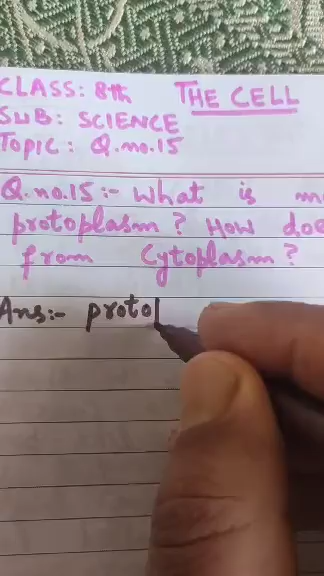 CLASS: 8th THE CELL
SUB: SCIENCE
TOPIC: Q.no.15
Q.no.15:- What is
protoplasm? How
from Cytoplasm?
Ans:- protol